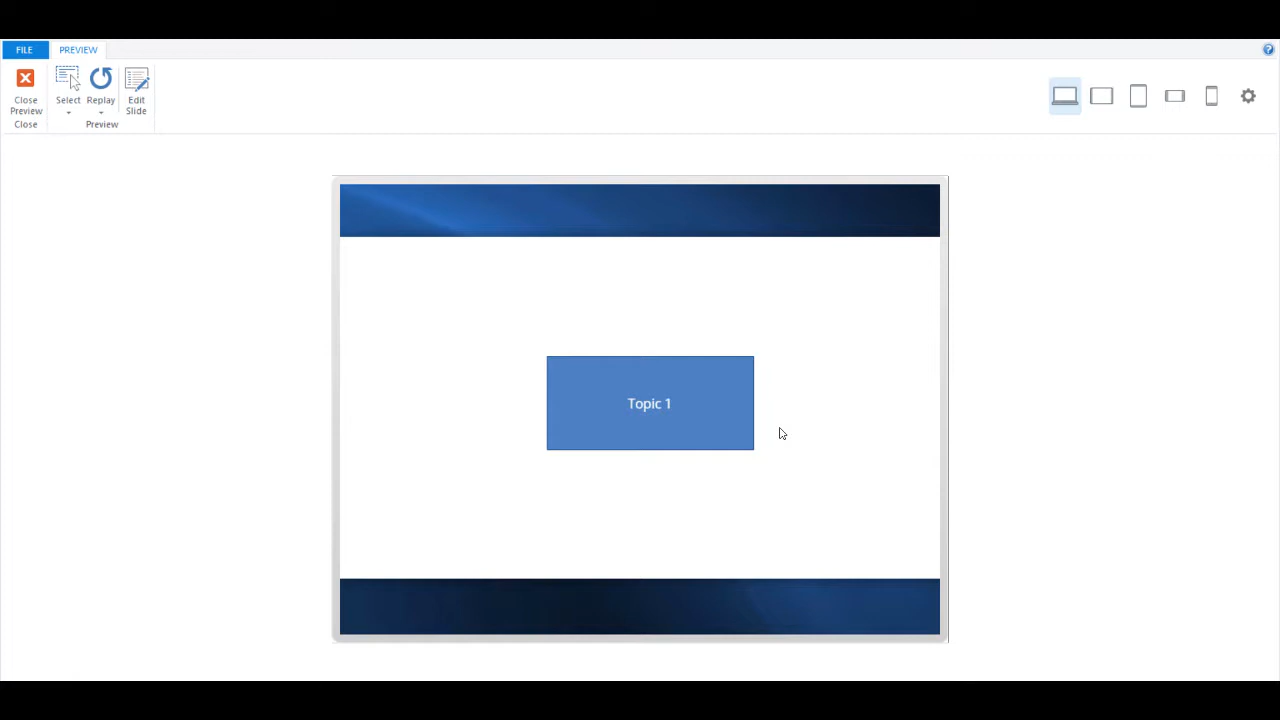 FILE
PREVIEW
?
Close
Preview
Close
Select
Replay
Edit
Slide
Preview
Topic 1